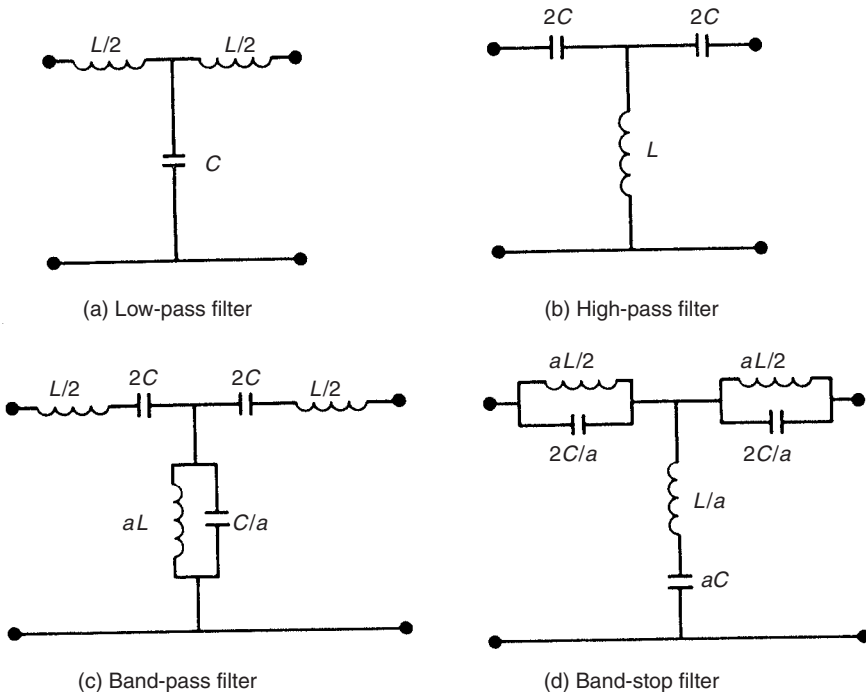 L/2 L/2
C
(a) Low-pass filter
2C 2C
L
(b) High-pass filter
L/2 2C 2C L/2
aL C/a
(c) Band-pass filter
aL/2 aL/2
2C/a 2C/a
L/a
aC
(d) Band-stop filter